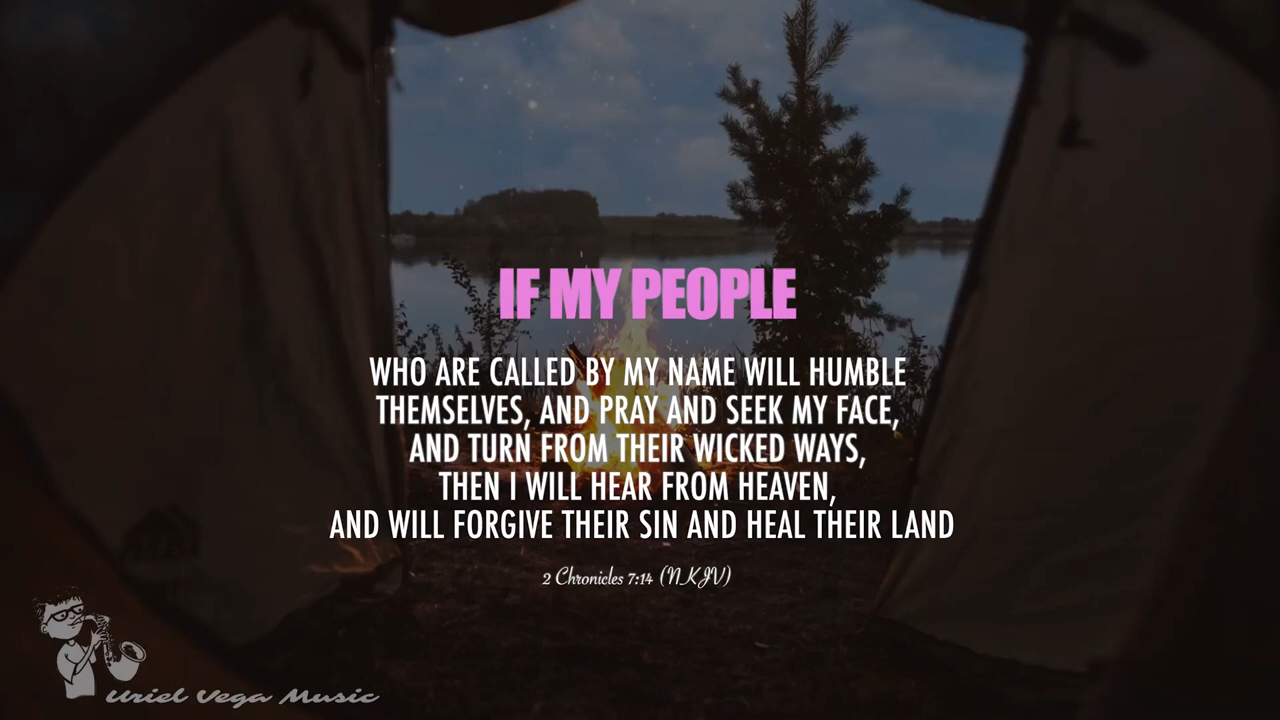 IF MY PEOPLE
WHO ARE CALLED BY MY NAME WILL HUMBLE
THEMSELVES, AND PRAY AND SEEK MY FACE,
AND TURN FROM THEIR WICKED WAYS,
THEN I WILL HEAR FROM HEAVEN,
AND WILL FORGIVE THEIR SIN AND HEAL THEIR LAND
2 Chronicles 7:14 (NKJV)
Uriel Vega Music